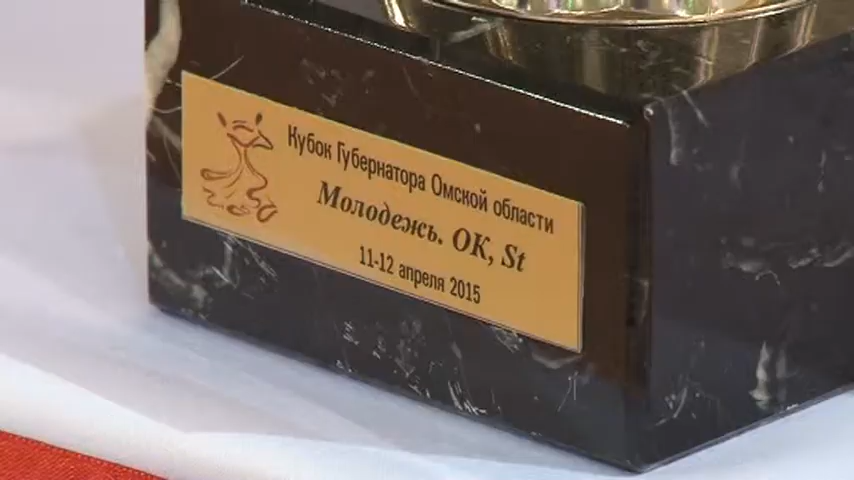 Кубок Губернатора Омской области
Молодежь. ОК, St
11-12 апреля 2015